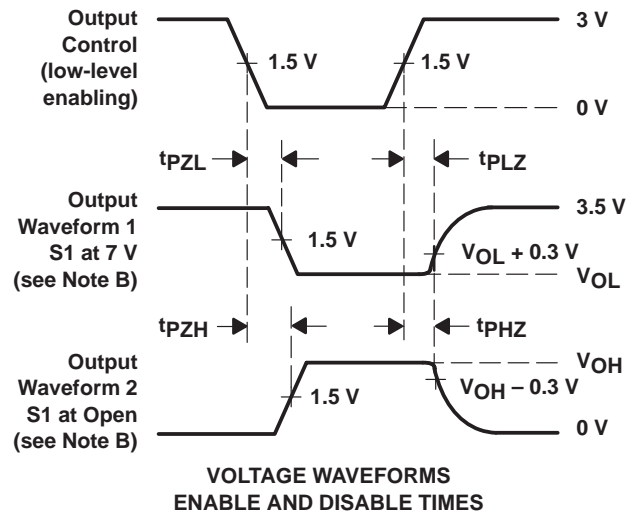 Output
Control
(low-level
enabling)
3 V
1.5 V
1.5 V
0 V
tPZL
tPLZ
Output
Waveform 1
S1 at 7 V
(see Note B)
3.5 V
1.5 V
VOL + 0.3 V
VOL
tPZH
tPHZ
Output
Waveform 2
S1 at Open
(see Note B)
VOH
1.5 V
VOH – 0.3 V
0 V
VOLTAGE WAVEFORMS
ENABLE AND DISABLE TIMES